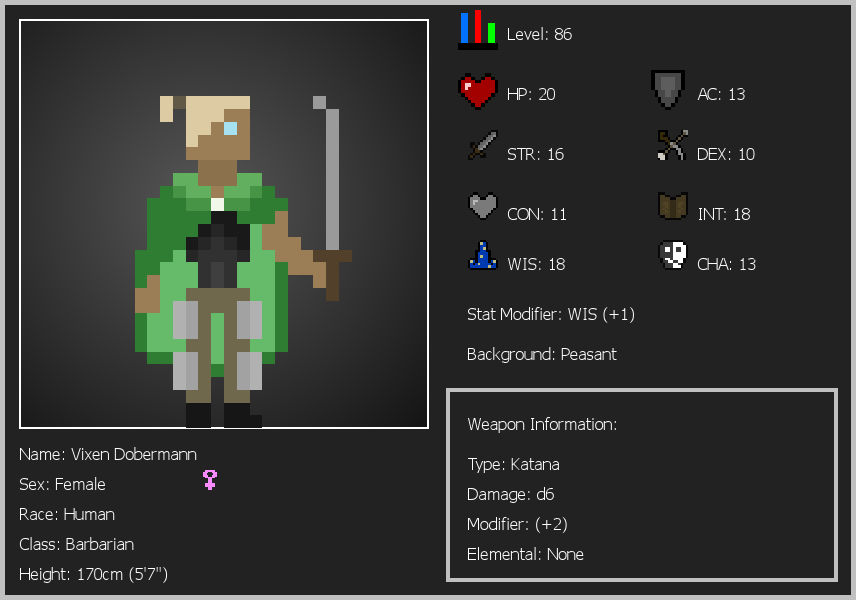 Level: 86
HP: 20
AC: 13
STR: 16
DEX: 10
CON: 11
INT: 18
WIS: 18
CHA: 13
Stat Modifier: WIS (+1)
Background: Peasant
Weapon Information:
Type: Katana
Damage: d6
Modifier: (+2)
Elemental: None
Name: Vixen Dobermann
Sex: Female
Race: Human
Class: Barbarian
Height: 170cm (5'7")